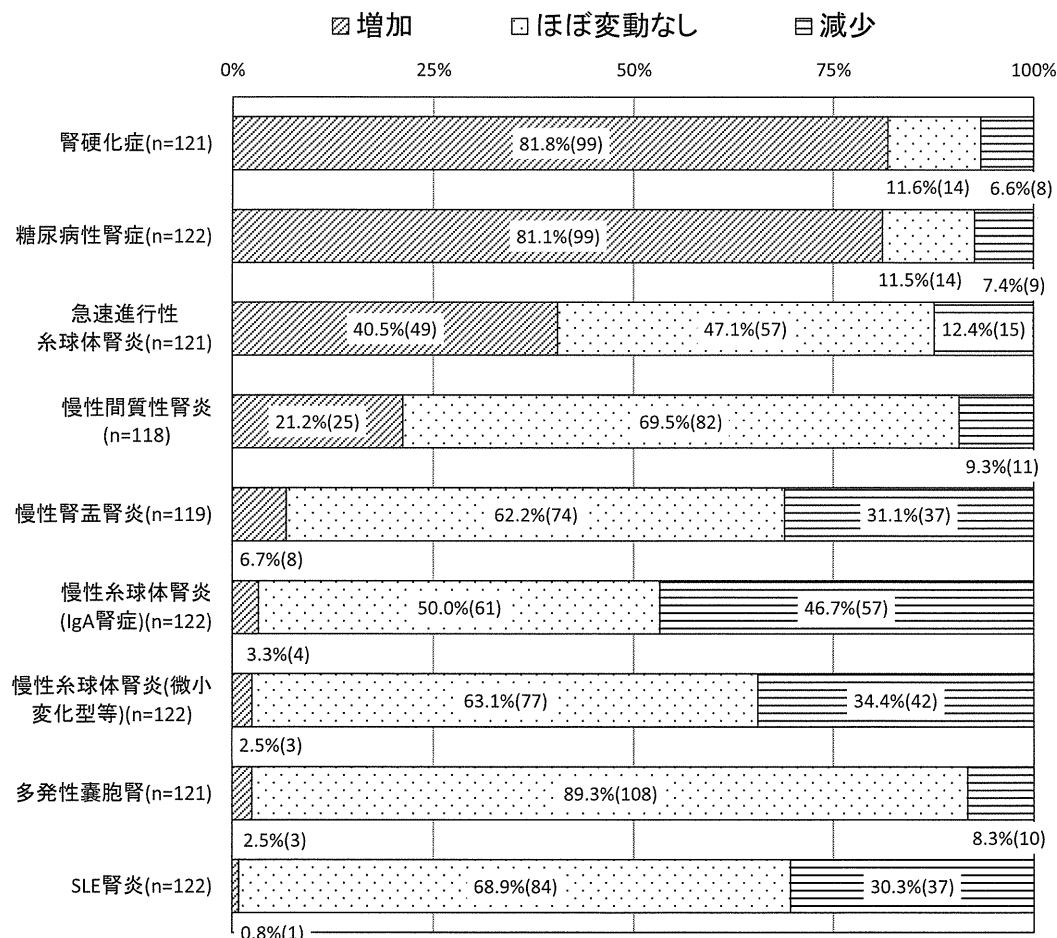 増加 ほぼ変動なし 減少
0% 25% 50% 75% 100%
腎硬化症(n=121) 81.8%(99)
11.6%(14) 6.6%(8)
糖尿病性腎症(n=122) 81.1%(99)
11.5%(14) 7.4%(9)
急速進行性
糸球体腎炎(n=121) 40.5%(49) 47.1%(57) 12.4%(15)
慢性間質性腎炎
(n=118) 21.2%(25) 69.5%(82)
9.3%(11)
慢性腎盂腎炎(n=119) 62.2%(74) 31.1%(37)
6.7%(8)
慢性糸球体腎炎
(IgA腎症)(n=122) 50.0%(61) 46.7%(57)
3.3%(4)
慢性糸球体腎炎(微小
変化型等)(n=122) 63.1%(77) 34.4%(42)
2.5%(3)
多発性嚢胞腎(n=121) 89.3%(108)
2.5%(3) 8.3%(10)
SLE腎炎(n=122) 68.9%(84) 30.3%(37)
0.8%(1)